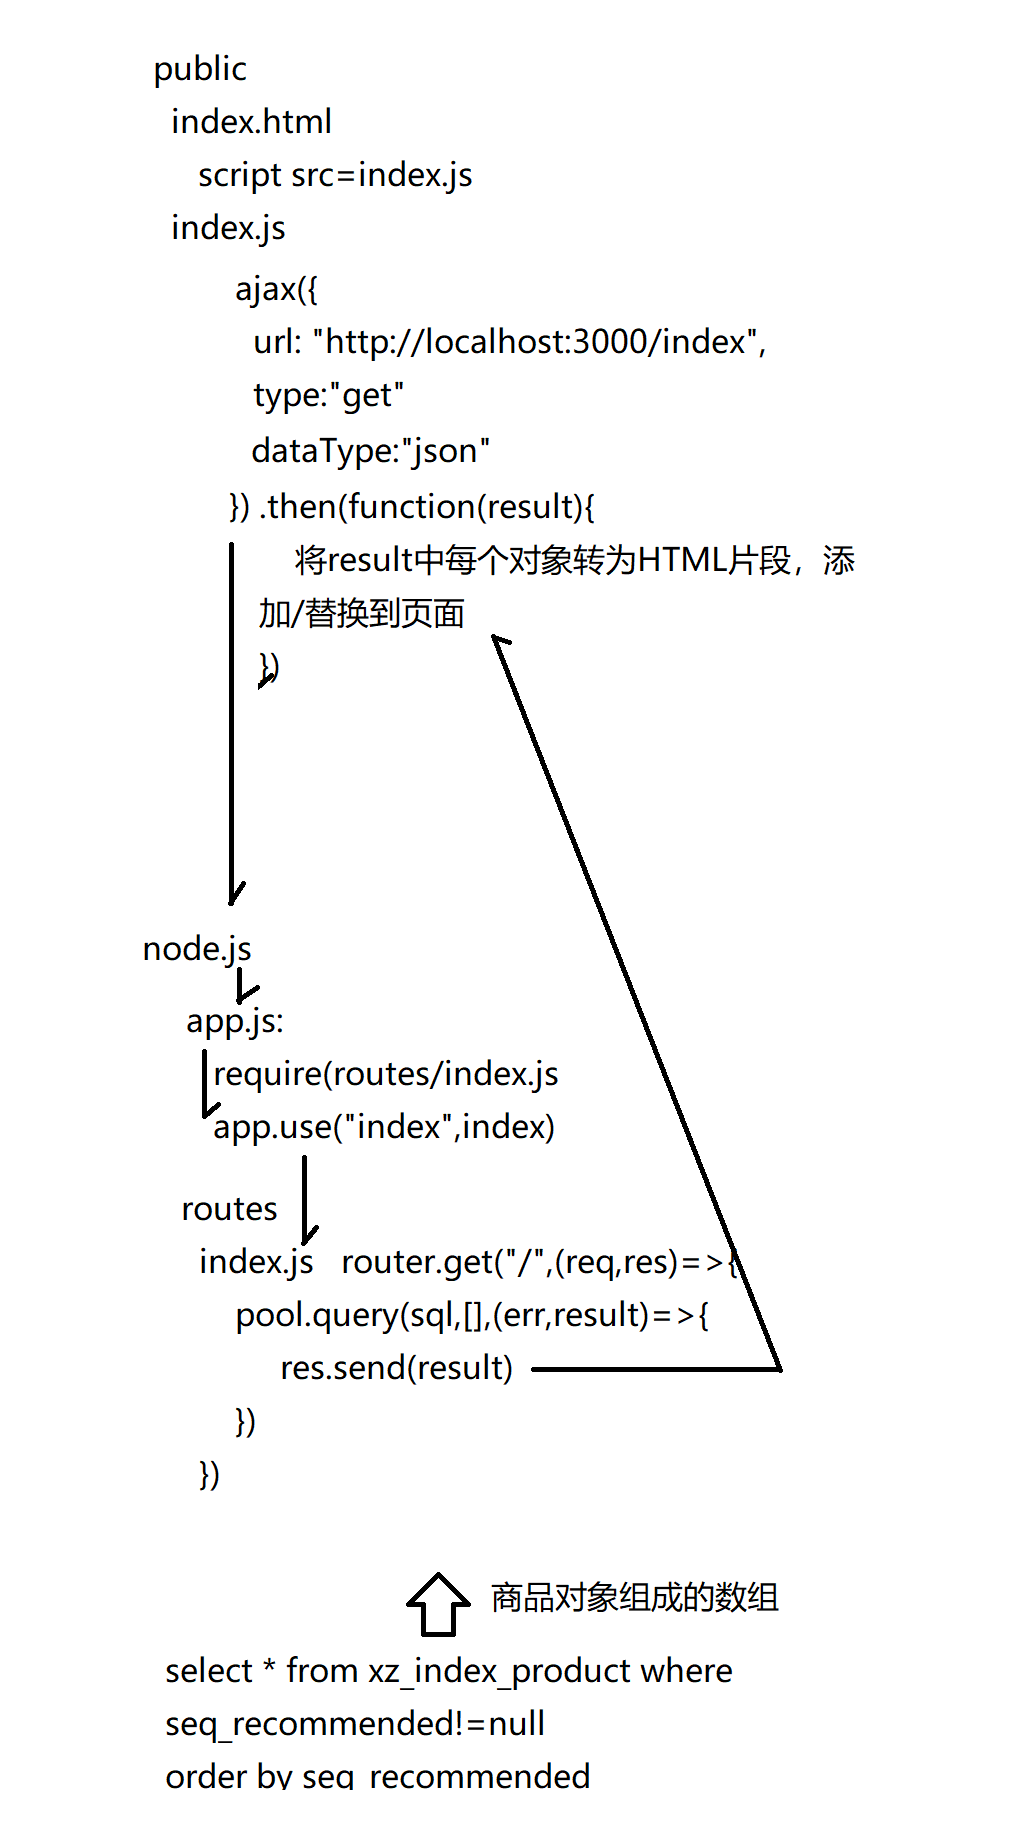 public
index.html
script src=index.js
index.js
ajax({
url: "http://localhost:3000/index",
type:"get"
dataType:"json"
}) .then(function(result){
将result中每个对象转为HTML片段，添
加/替换到页面
})
node.js
app.js:
require(routes/index.js
app.use("index",index)
routes
index.js router.get("/",(req,res)=>{
pool.query(sql,[],(err,result)=>{
res.send(result)
})
})
商品对象组成的数组
select * from xz_index_product where
seq_recommended!=null
order by seq_recommended